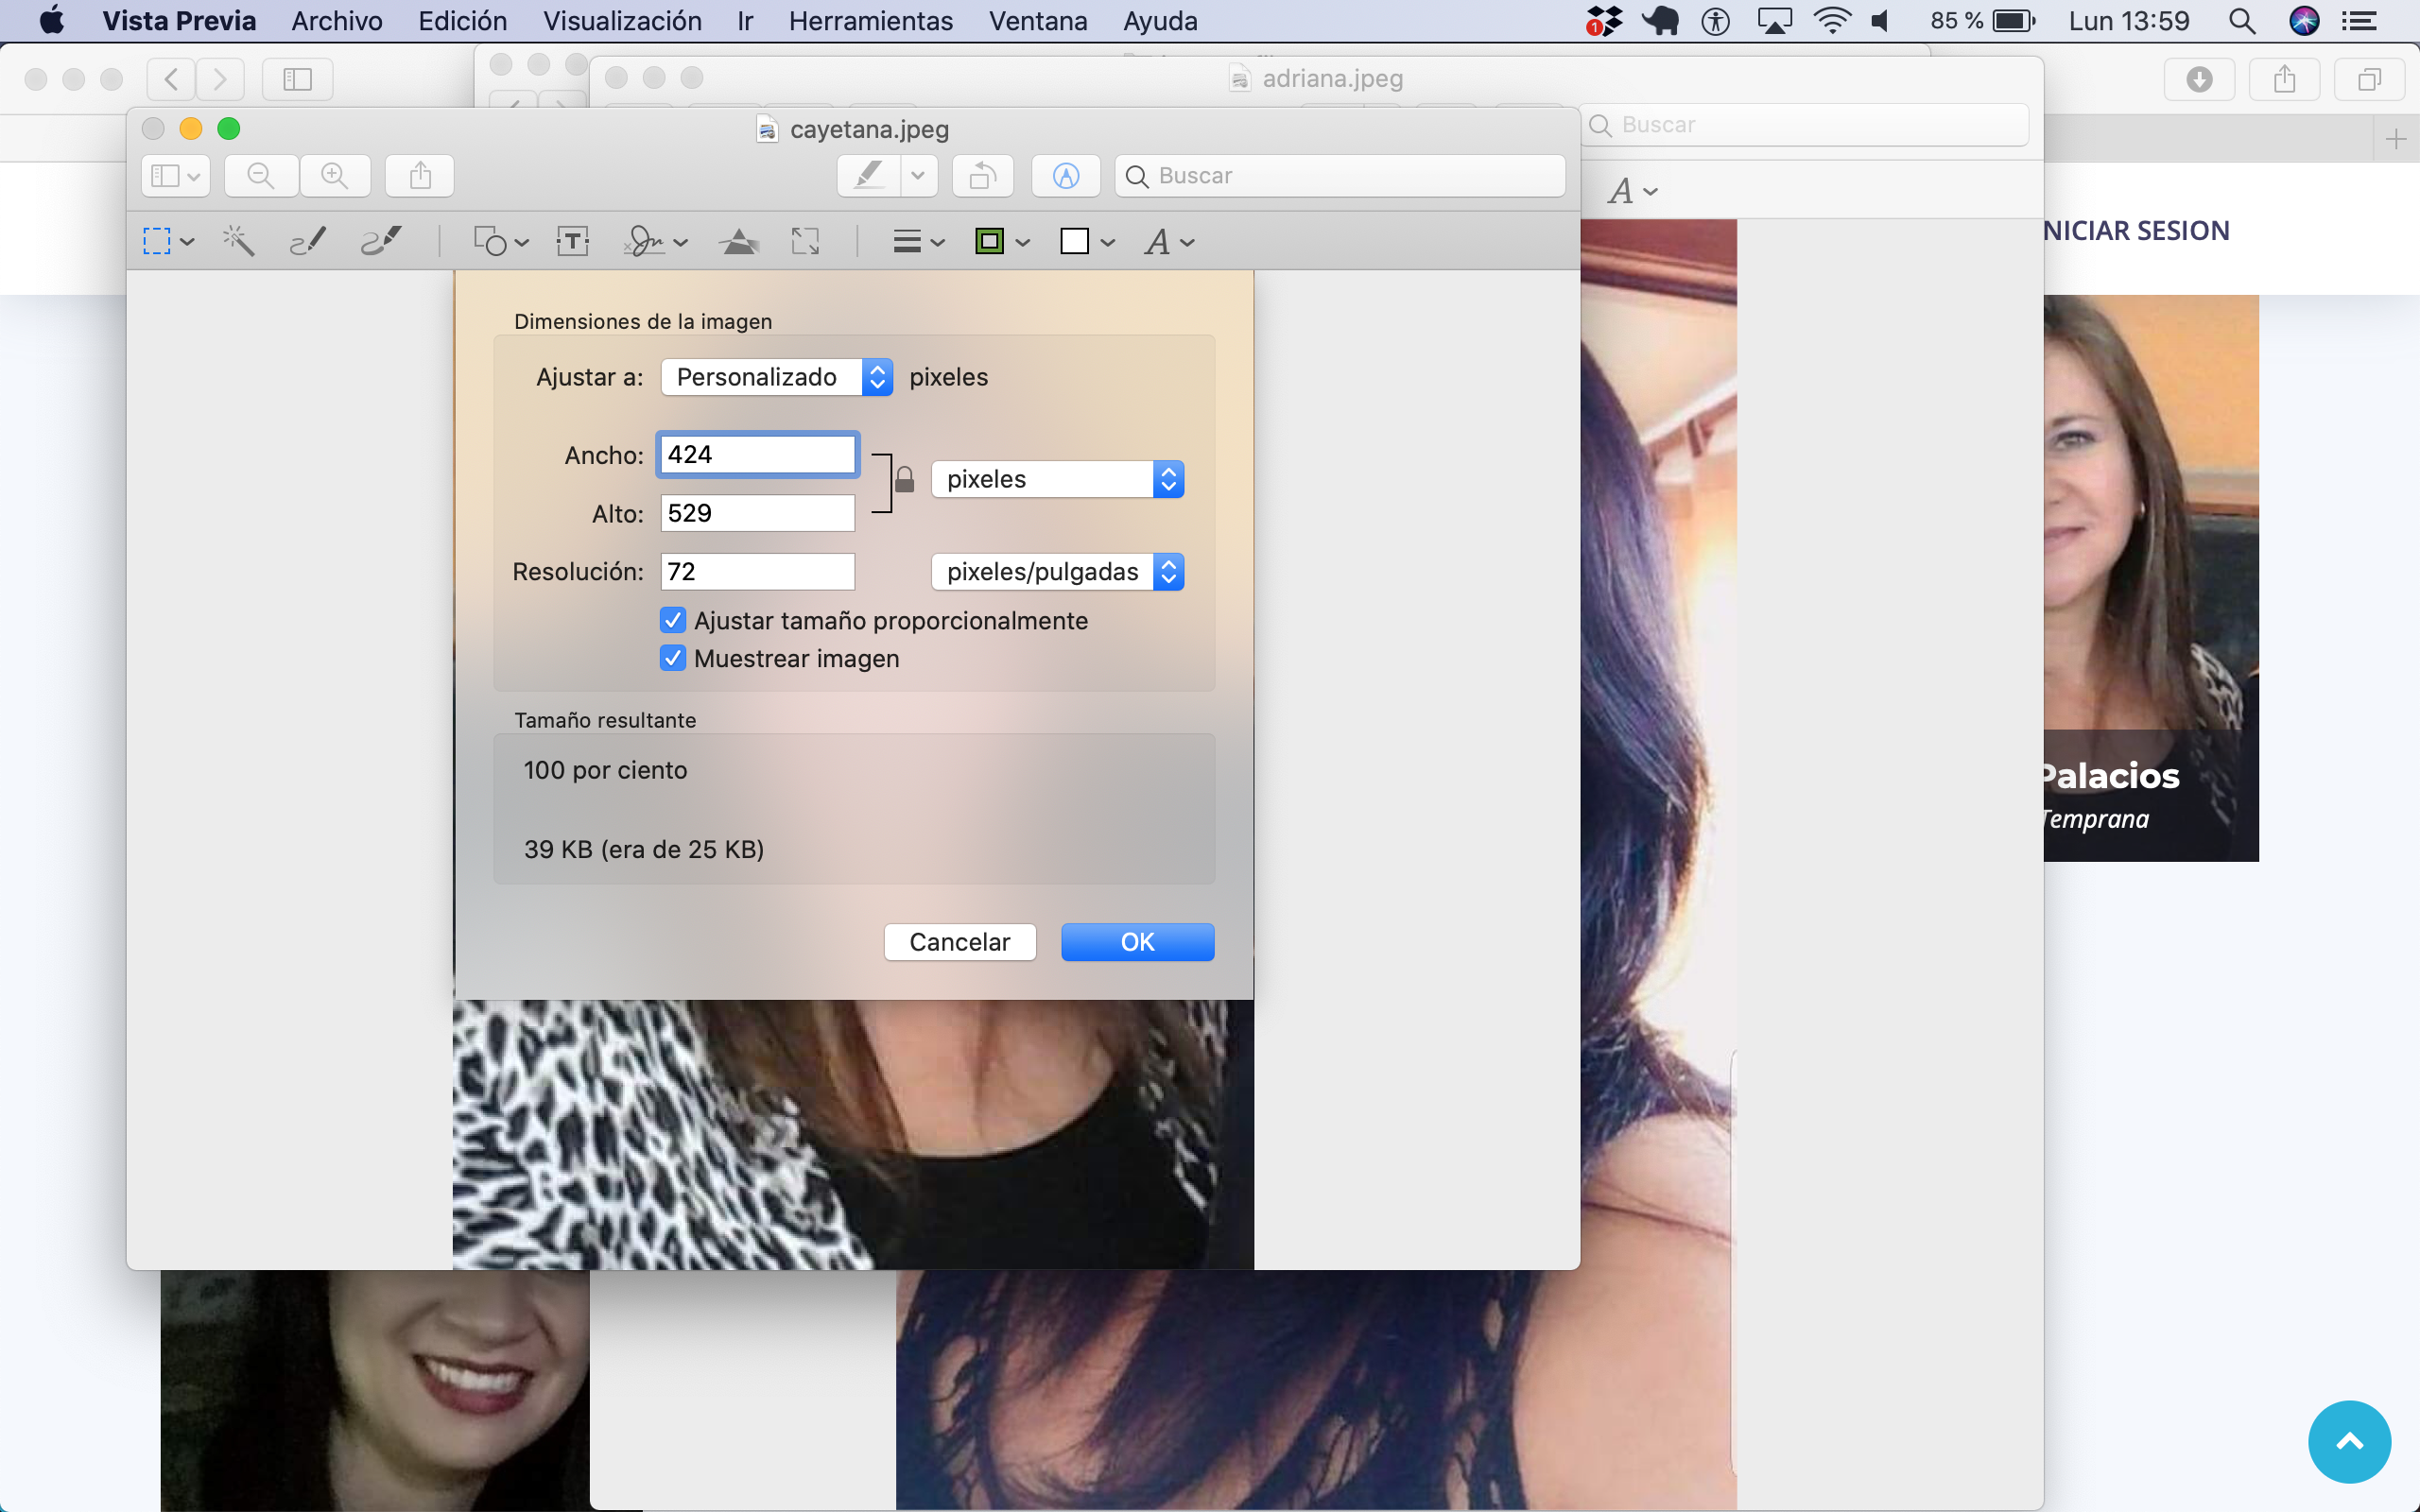 Vista Previa Archivo Edición Visualización Ir Herramientas Ventana Ayuda 1 85 % Lun 13:59
adriana.jpeg
Buscar
A
cayetana.jpeg
Buscar
T A
NICIAR SESION
Dimensiones de la imagen
Ajustar a: Personalizado pixeles
Ancho: 424
pixeles
Alto: 529
Resolución: 72 pixeles/pulgadas
Ajustar tamaño proporcionalmente
Muestrear imagen
Tamaño resultante
100 por ciento
39 KB (era de 25 KB)
Cancelar OK
Palacios
Temprana